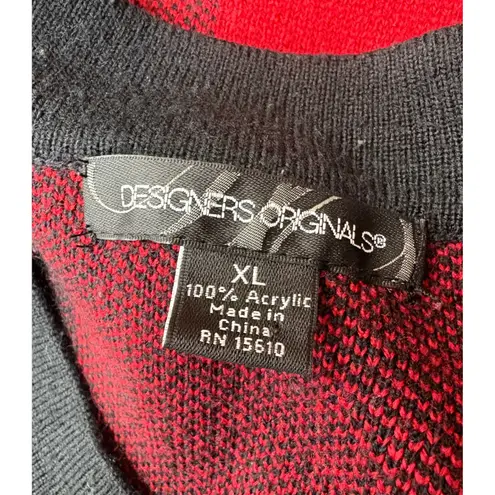 DESIGNERS ORIGINALS®
XL
100% Acrylic
Made in
China
RN 15610